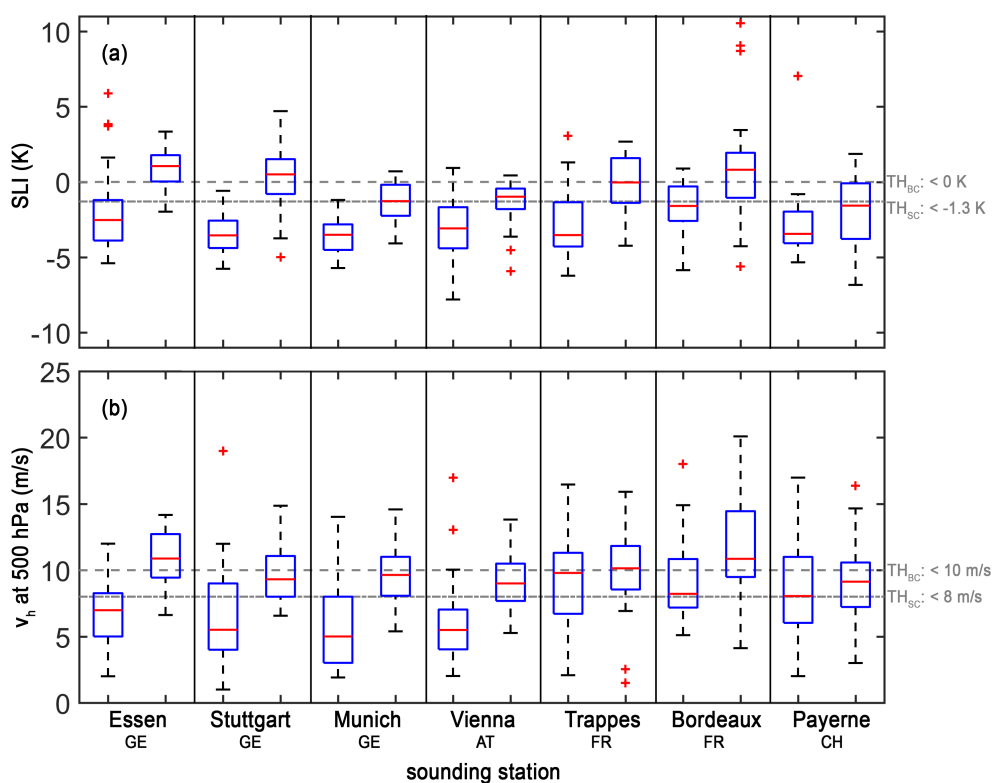 10
(a)
5
SLI (K)
0
TH_BC: < 0 K
TH_SC: < -1.3 K
-5
-10
25
(b)
20
v_h at 500 hPa (m/s)
15
10
TH_BC: < 10 m/s
TH_SC: < 8 m/s
5
0
Essen Stuttgart Munich Vienna Trappes Bordeaux Payerne
GE GE GE AT FR FR CH
sounding station